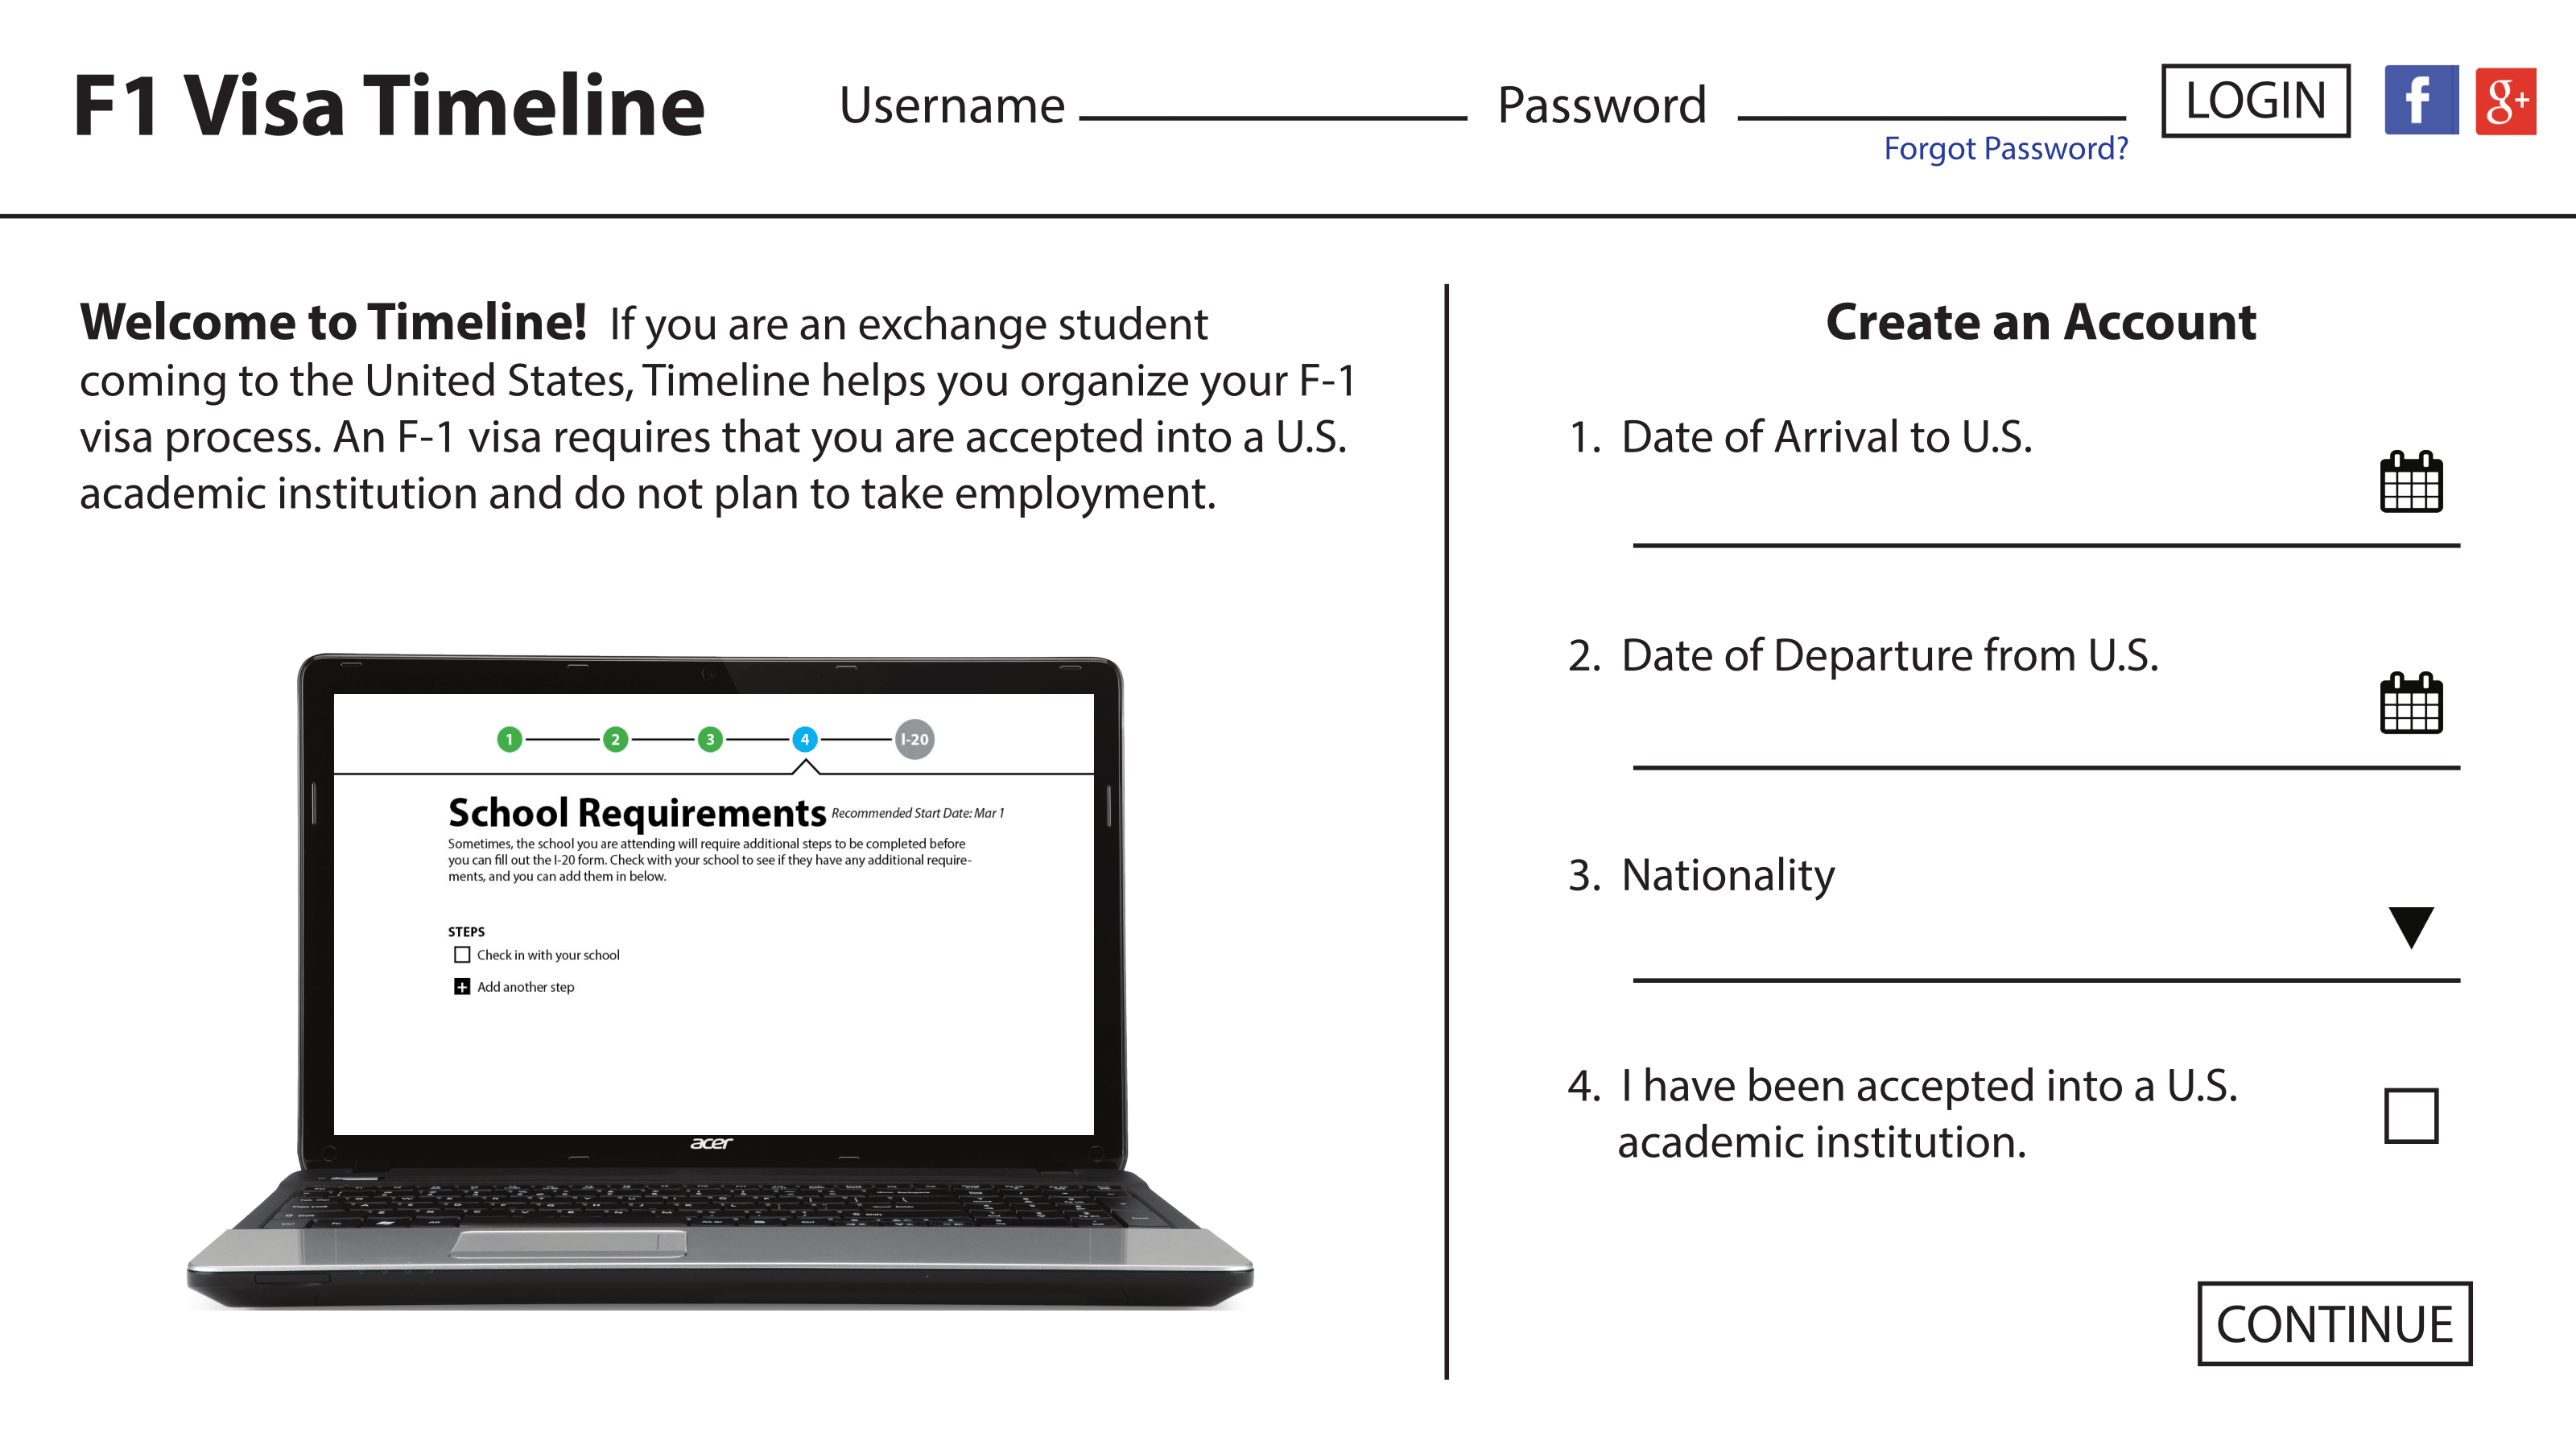 F1 Visa Timeline
Username
Password
LOGIN
f
g+
Forgot Password?
Welcome to Timeline! If you are an exchange student
coming to the United States, Timeline helps you organize your F-1
visa process. An F-1 visa requires that you are accepted into a U.S.
academic institution and do not plan to take employment.
1 2 3 4 I-20
School Requirements Recommended Start Date: Mar 1
Sometimes, the school you are attending will require additional steps to be completed before
you can fill out the I-20 form. Check with your school to see if they have any additional require-
ments, and you can add them in below.
STEPS
Check in with your school
+ Add another step
acer
Create an Account
1. Date of Arrival to U.S.
2. Date of Departure from U.S.
3. Nationality
4. I have been accepted into a U.S.
academic institution.
CONTINUE